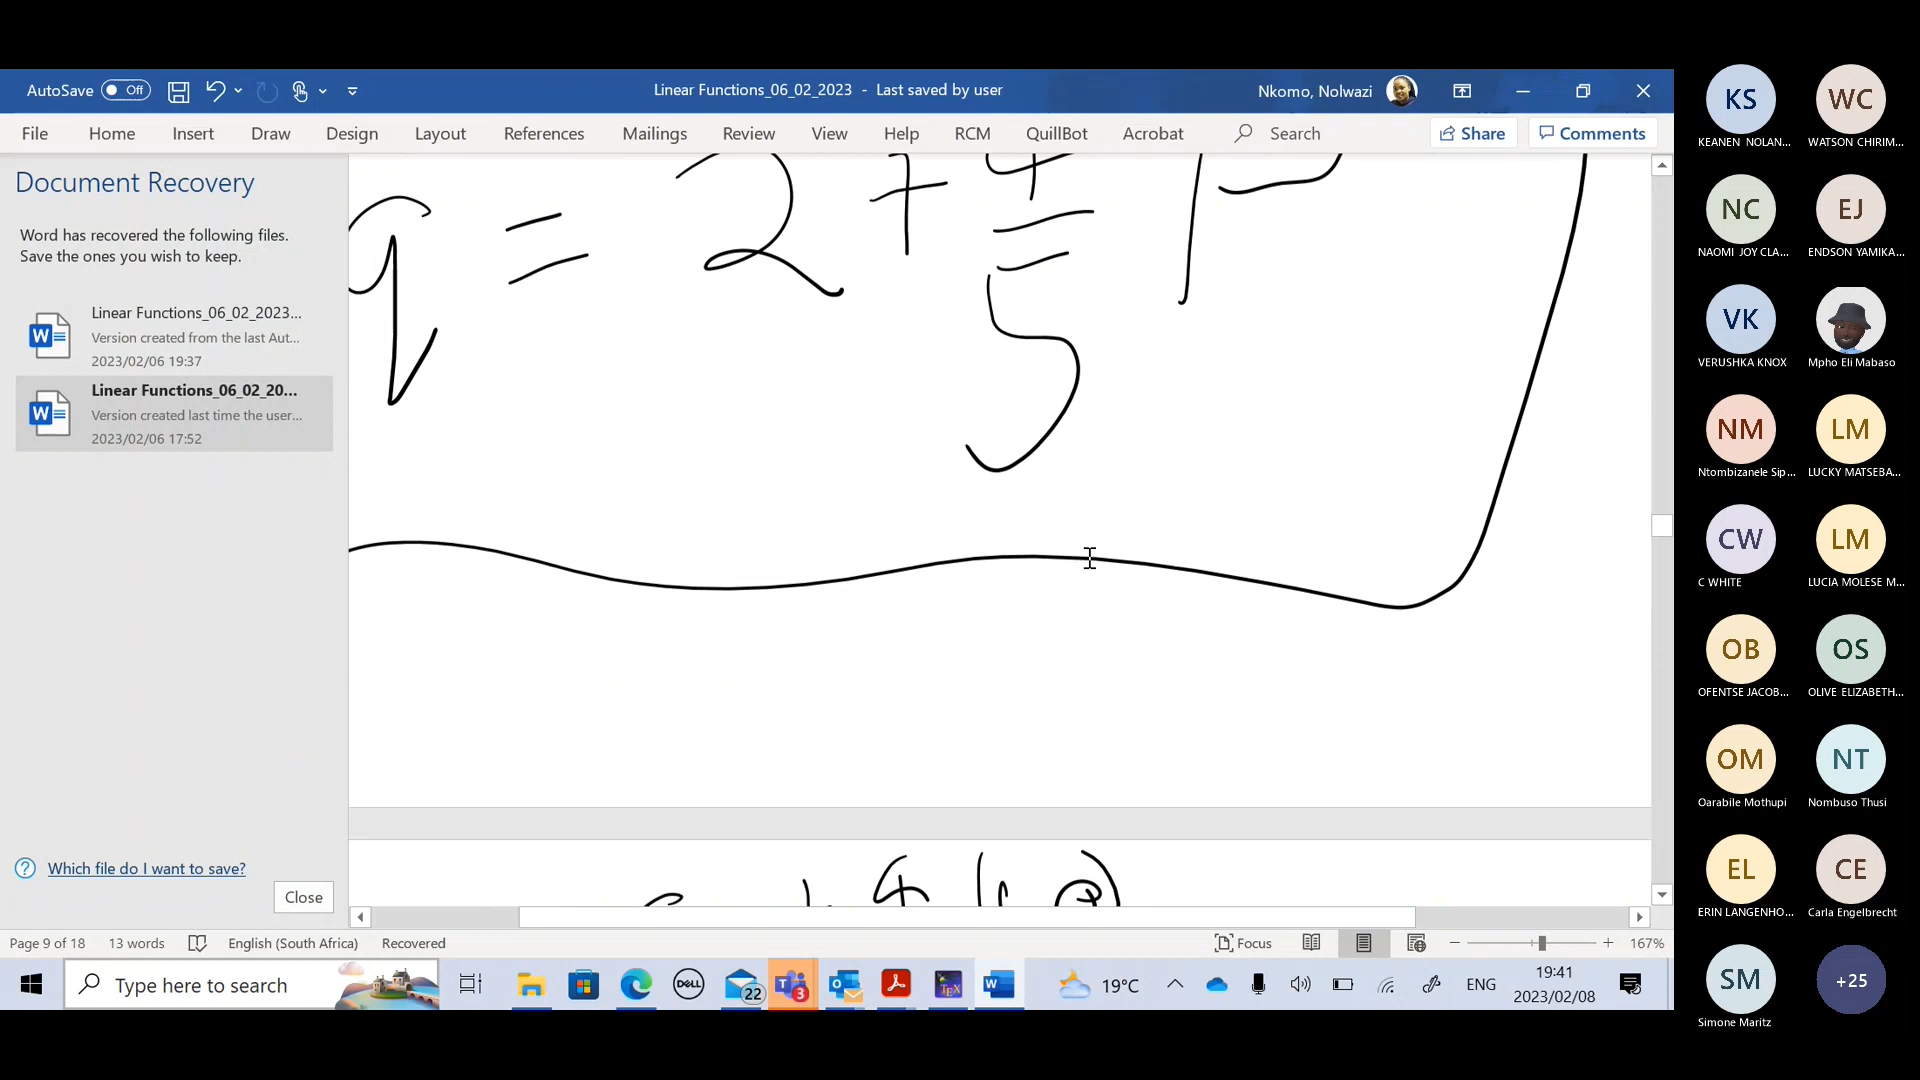 AutoSave Off
Linear Functions_06_02_2023 - Last saved by user
Nkomo, Nolwazi
File Home Insert Draw Design Layout References Mailings Review View Help RCM QuillBot Acrobat Search Share Comments
Document Recovery
Word has recovered the following files.
Save the ones you wish to keep.
Linear Functions_06_02_2023...
Version created from the last Aut...
2023/02/06 19:37
Linear Functions_06_02_20...
Version created last time the user...
2023/02/06 17:52
Which file do I want to save?
Close
q = 2 + 4
5
Page 9 of 18 13 words English (South Africa) Recovered Focus 167%
Type here to search
22
3
19°C
ENG
19:41
2023/02/08
KS
KEANEN NOLAN...
WC
WATSON CHIRIM...
NC
NAOMI JOY CLA...
EJ
ENDSON YAMIKA...
VK
VERUSHKA KNOX
Mpho Eli Mabaso
NM
Ntombizanele Sip...
LM
LUCKY MATSEBA...
CW
C WHITE
LM
LUCIA MOLESE M...
OB
OFENTSE JACOB...
OS
OLIVE ELIZABETH...
OM
Oarabile Mothupi
NT
Nombuso Thusi
EL
ERIN LANGENHO...
CE
Carla Engelbrecht
SM
Simone Maritz
+25